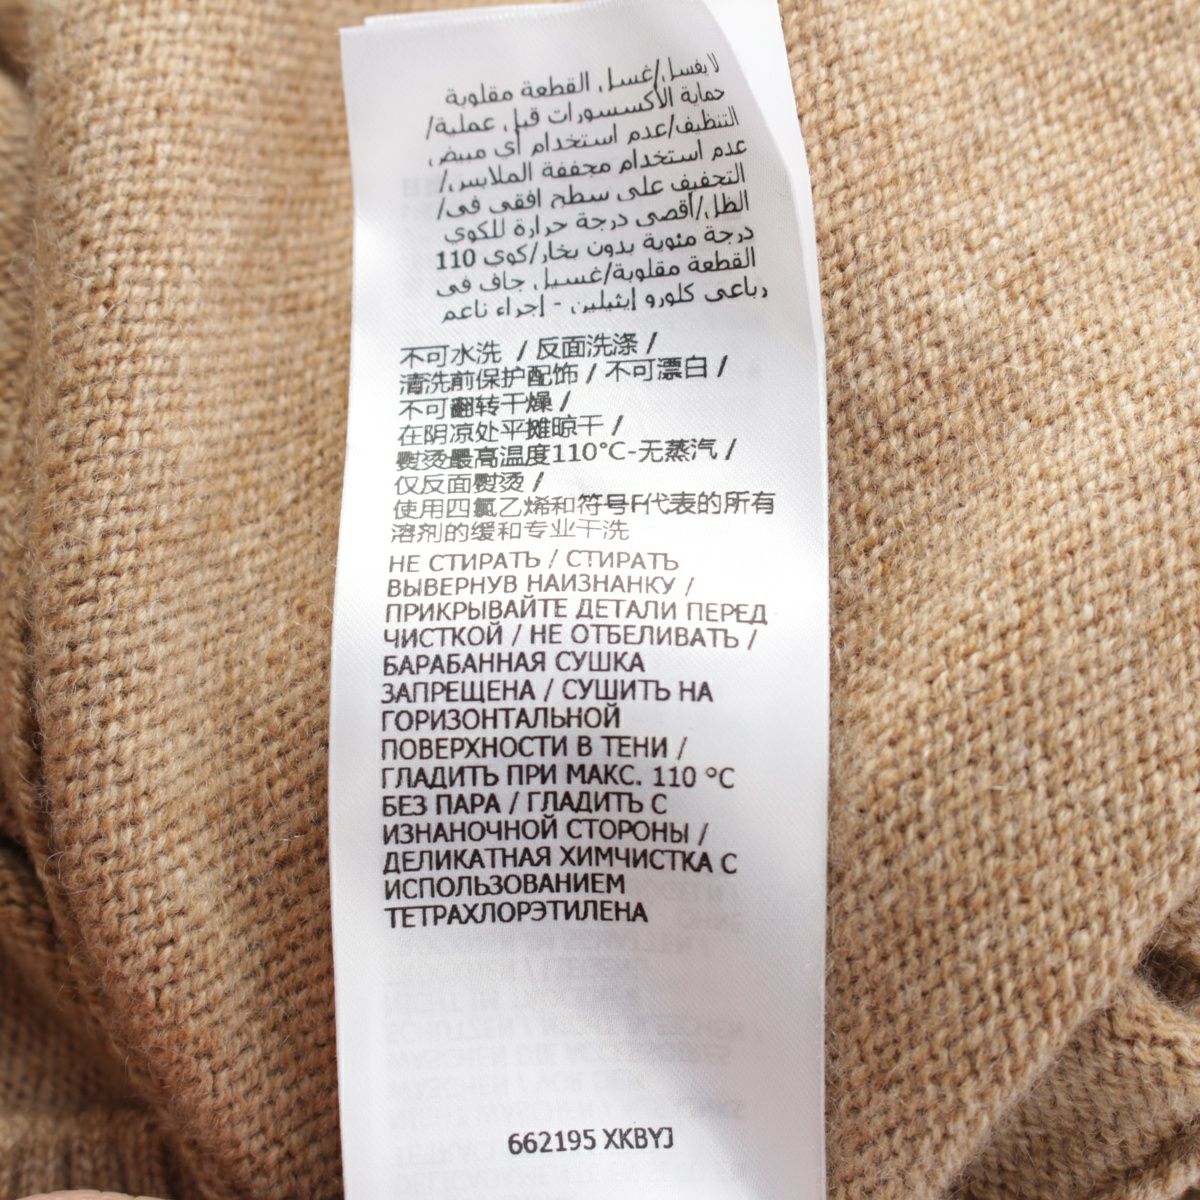 لايغسل/غسل القطعة مقلوبة
حماية الأكسسورات قبل عملية/
التنظيف/عدم استخدام أي مبيض
عدم استخدام مجففة الملابس/
التجفيف على سطح افقى فى/
الظل/أقصى درجة حرارة للكوي
110 درجة مئوية بدون بخار/كوي
القطعة مقلوبة/غسيل جاف فى
رباعى كلورو إيثيلين - إجراء ناعم
不可水洗 / 反面洗涤 /
清洗前保护配饰 / 不可漂白 /
不可翻转干燥 /
在阴凉处平摊晾干 /
熨烫最高温度110°C-无蒸汽 /
仅反面熨烫 /
使用四氯乙烯和符号F代表的所有
溶剂的缓和专业干洗
НЕ СТИРАТЬ / СТИРАТЬ
ВЫВЕРНУВ НАИЗНАНКУ /
ПРИКРЫВАЙТЕ ДЕТАЛИ ПЕРЕД
ЧИСТКОЙ / НЕ ОТБЕЛИВАТЬ /
БАРАБАННАЯ СУШКА
ЗАПРЕЩЕНА / СУШИТЬ НА
ГОРИЗОНТАЛЬНОЙ
ПОВЕРХНОСТИ В ТЕНИ /
ГЛАДИТЬ ПРИ МАКС. 110 °C
БЕЗ ПАРА / ГЛАДИТЬ С
ИЗНАНОЧНОЙ СТОРОНЫ /
ДЕЛИКАТНАЯ ХИМЧИСТКА С
ИСПОЛЬЗОВАНИЕМ
ТЕТРАХЛОРЭТИЛЕНА
662195 XKBYJ